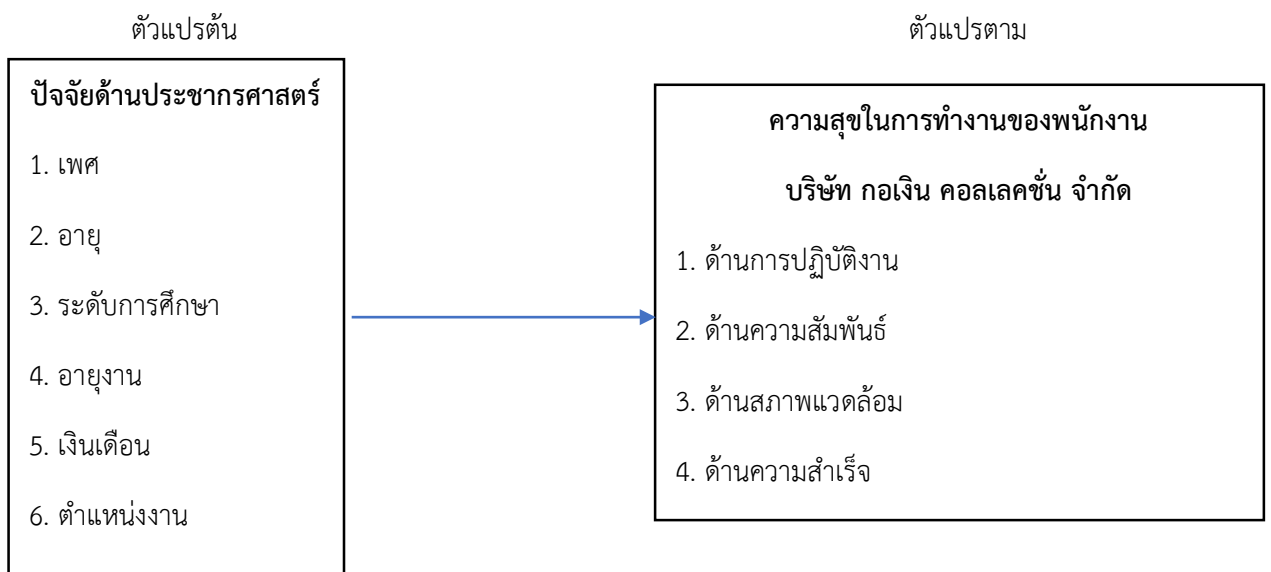 ตัวแปรต้น
ตัวแปรตาม
ปัจจัยด้านประชากรศาสตร์
1. เพศ
2. อายุ
3. ระดับการศึกษา
4. อายุงาน
5. เงินเดือน
6. ตำแหน่งงาน
ความสุขในการทำงานของพนักงาน
บริษัท กอเงิน คอลเลคชั่น จำกัด
1. ด้านการปฏิบัติงาน
2. ด้านความสัมพันธ์
3. ด้านสภาพแวดล้อม
4. ด้านความสำเร็จ